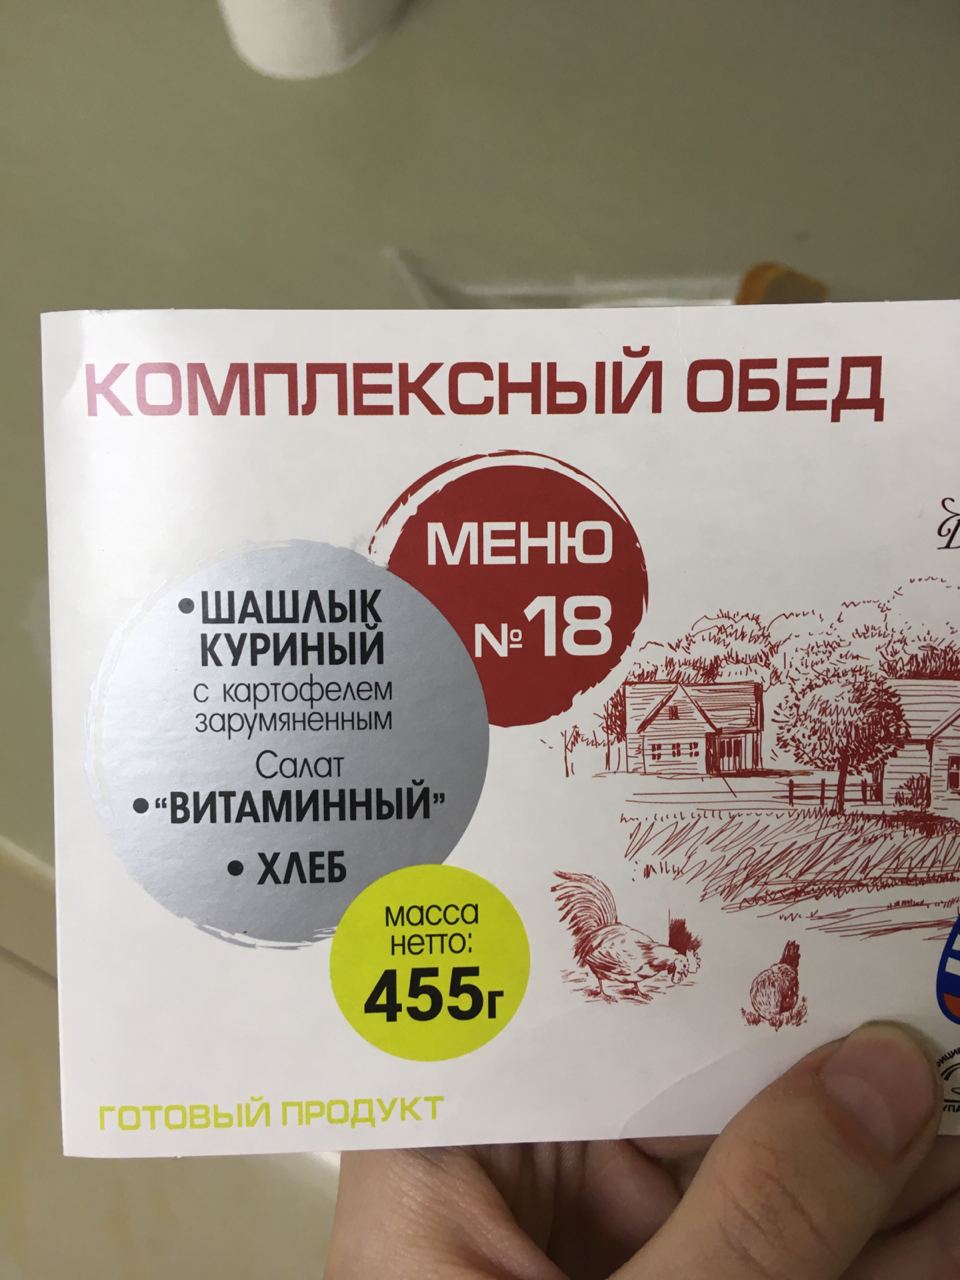 КОМПЛЕКСНЫЙ ОБЕД
МЕНЮ
№18
•ШАШЛЫК
КУРИНЫЙ
с картофелем
зарумяненным
Салат
•“ВИТАМИННЫЙ”
•ХЛЕБ
масса
нетто:
455г
ГОТОВЫЙ ПРОДУКТ